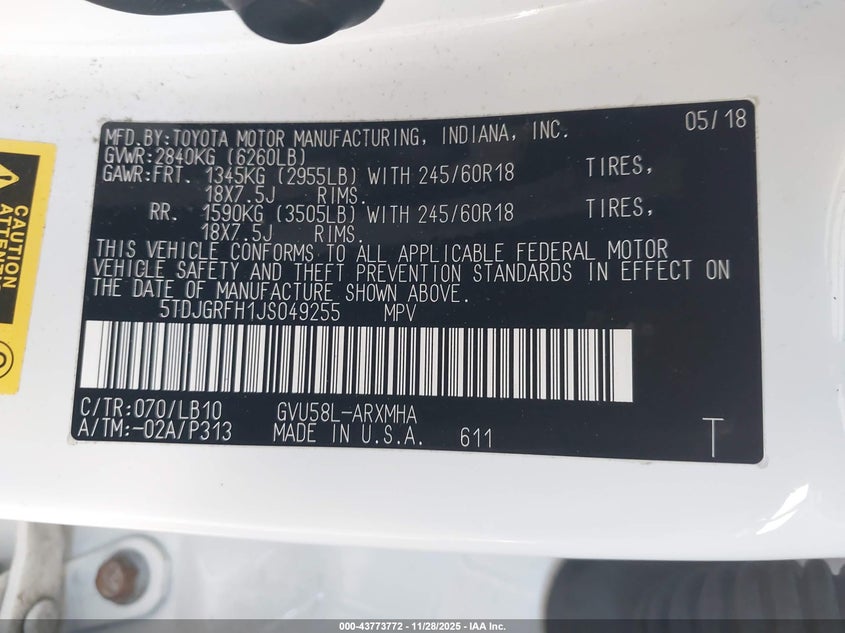 MFD.BY:TOYOTA MOTOR MANUFACTURING, INDIANA, INC. 05/18
GVWR:2840KG (6260LB)
GAWR:FRT. 1345KG (2955LB) WITH 245/60R18 TIRES,
18X7.5J RIMS.
RR. 1590KG (3505LB) WITH 245/60R18 TIRES,
18X7.5J RIMS.
THIS VEHICLE CONFORMS TO ALL APPLICABLE FEDERAL MOTOR
VEHICLE SAFETY AND THEFT PREVENTION STANDARDS IN EFFECT ON
THE DATE OF MANUFACTURE SHOWN ABOVE.
5TDJGRFH1JS049255 MPV
C/TR:070/LB10 GVU58L-ARXMHA
A/TM:-02A/P313 MADE IN U.S.A. 611 T
CAUTION
000-43773772 - 11/28/2025 - IAA Inc.